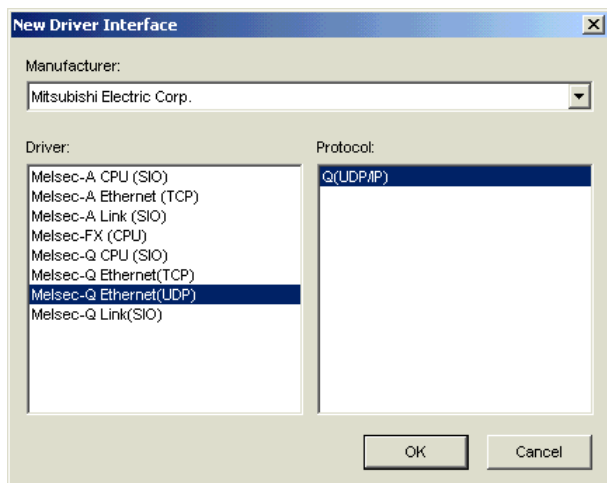 New Driver Interface
Manufacturer:
Mitsubishi Electric Corp.
Driver:
Melsec-A CPU (SIO)
Melsec-A Ethernet (TCP)
Melsec-A Link (SIO)
Melsec-FX (CPU)
Melsec-Q CPU (SIO)
Melsec-Q Ethernet(TCP)
Melsec-Q Ethernet(UDP)
Melsec-Q Link(SIO)
Protocol:
Q(UDP/IP)
OK
Cancel